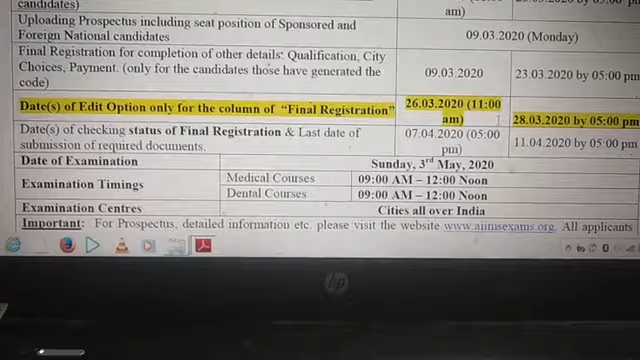 candidates)
am)
Uploading Prospectus including seat position of Sponsored and
Foreign National candidates
09.03.2020 (Monday)
Final Registration for completion of other details: Qualification, City
Choices, Payment. (only for the candidates those have generated the
code)
09.03.2020
23.03.2020 by 05:00 pm
Date(s) of Edit Option only for the column of "Final Registration"
26.03.2020 (11:00
am)
28.03.2020 by 05:00 pm
Date(s) of checking status of Final Registration & Last date of
submission of required documents.
07.04.2020 (05:00
pm)
11.04.2020 by 05:00 pm
Date of Examination
Sunday, 3rd May, 2020
Examination Timings
Medical Courses
09:00 AM – 12:00 Noon
Dental Courses
09:00 AM – 12:00 Noon
Examination Centres
Cities all over India
Important: For Prospectus, detailed information etc. please visit the website www.aiimsexams.org. All applicants
hp